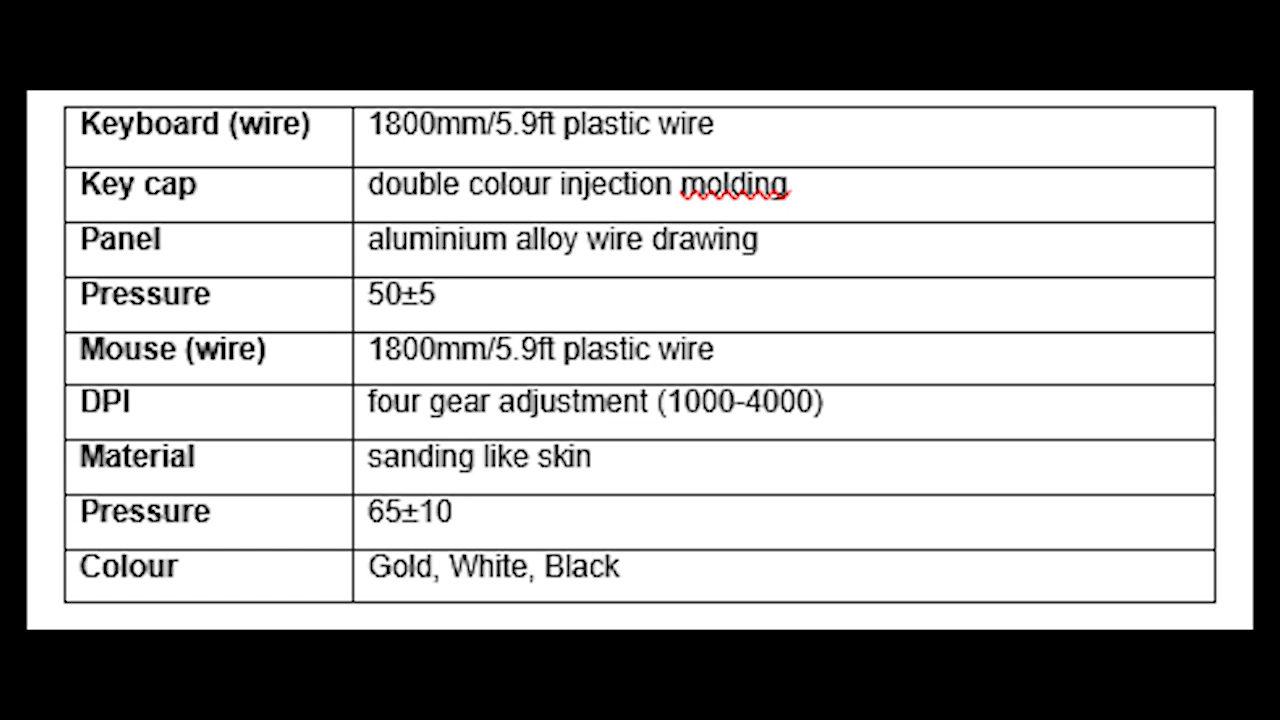 Keyboard (wire) 1800mm/5.9ft plastic wire
Key cap double colour injection molding
Panel aluminium alloy wire drawing
Pressure 50±5
Mouse (wire) 1800mm/5.9ft plastic wire
DPI four gear adjustment (1000-4000)
Material sanding like skin
Pressure 65±10
Colour Gold, White, Black